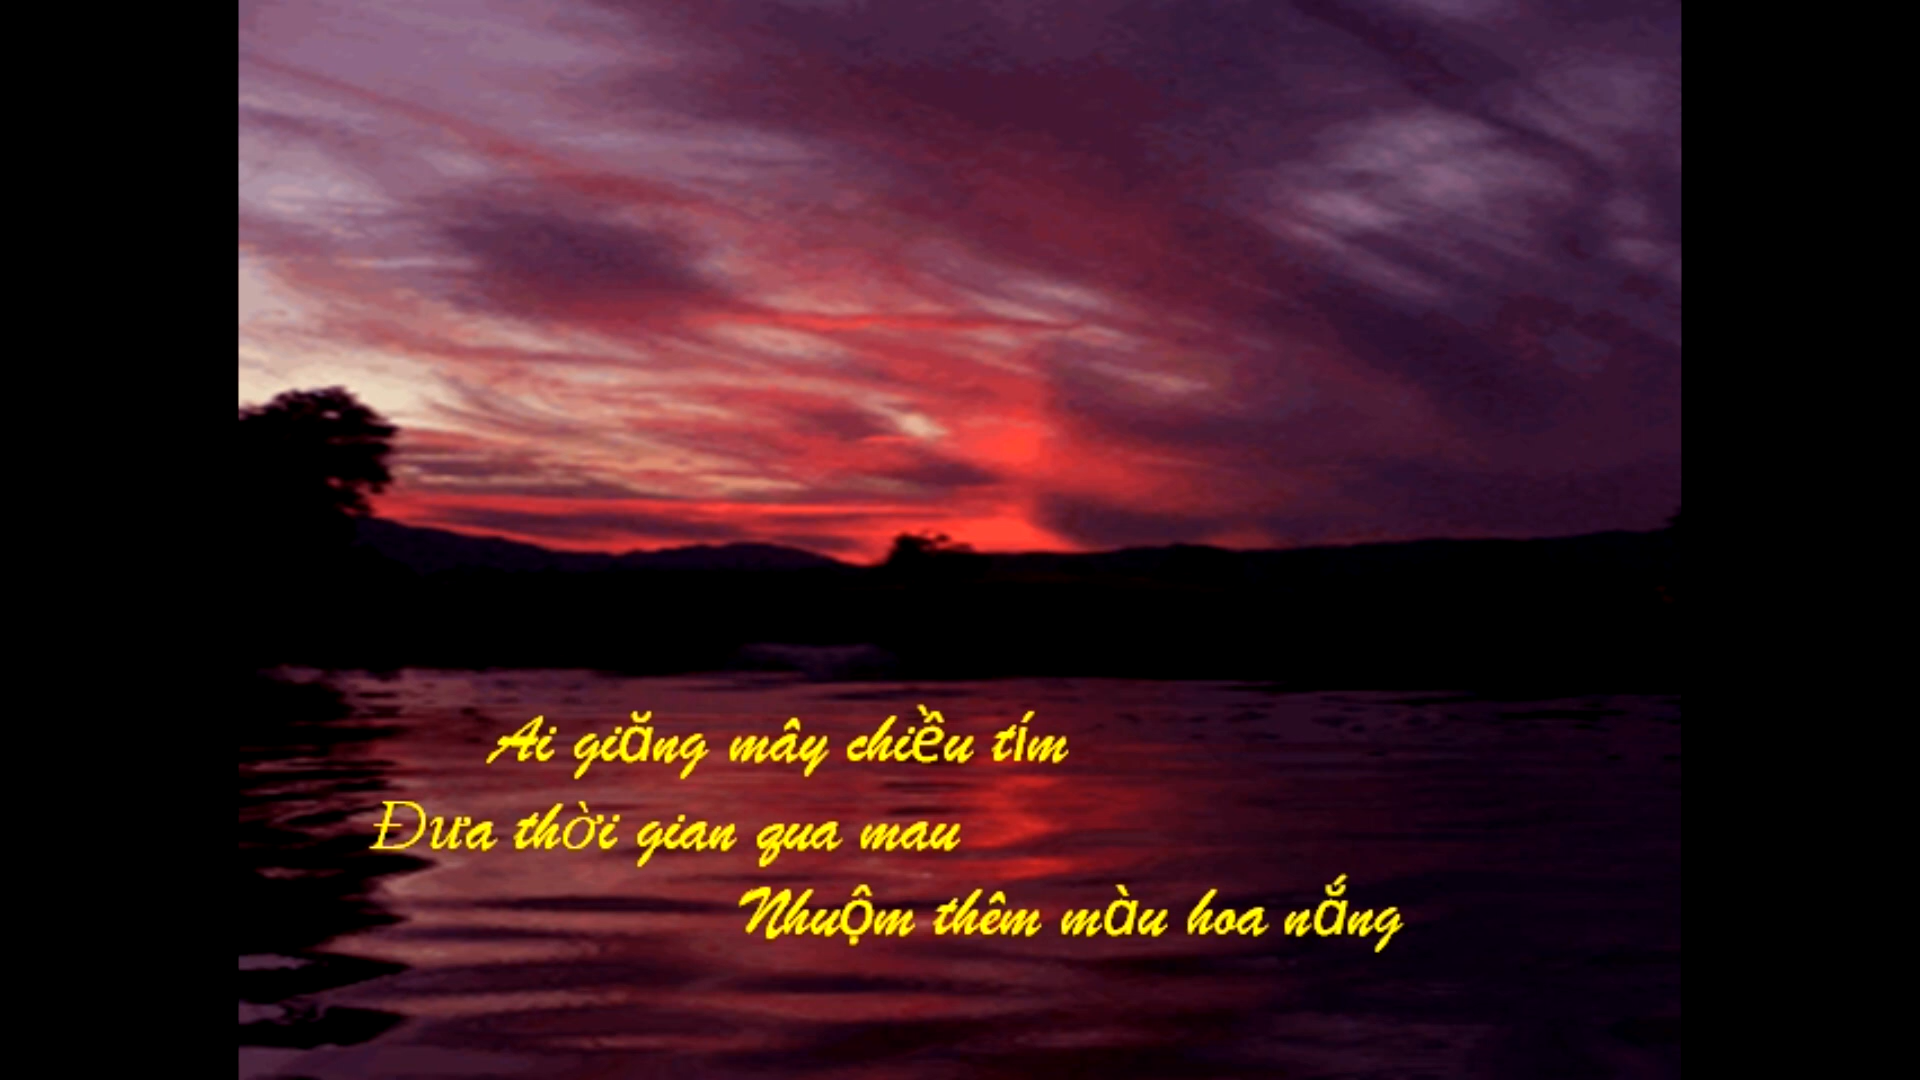 Ai giăng mây chiều tím
Đưa thời gian qua mau
Nhuộm thêm màu hoa nắng